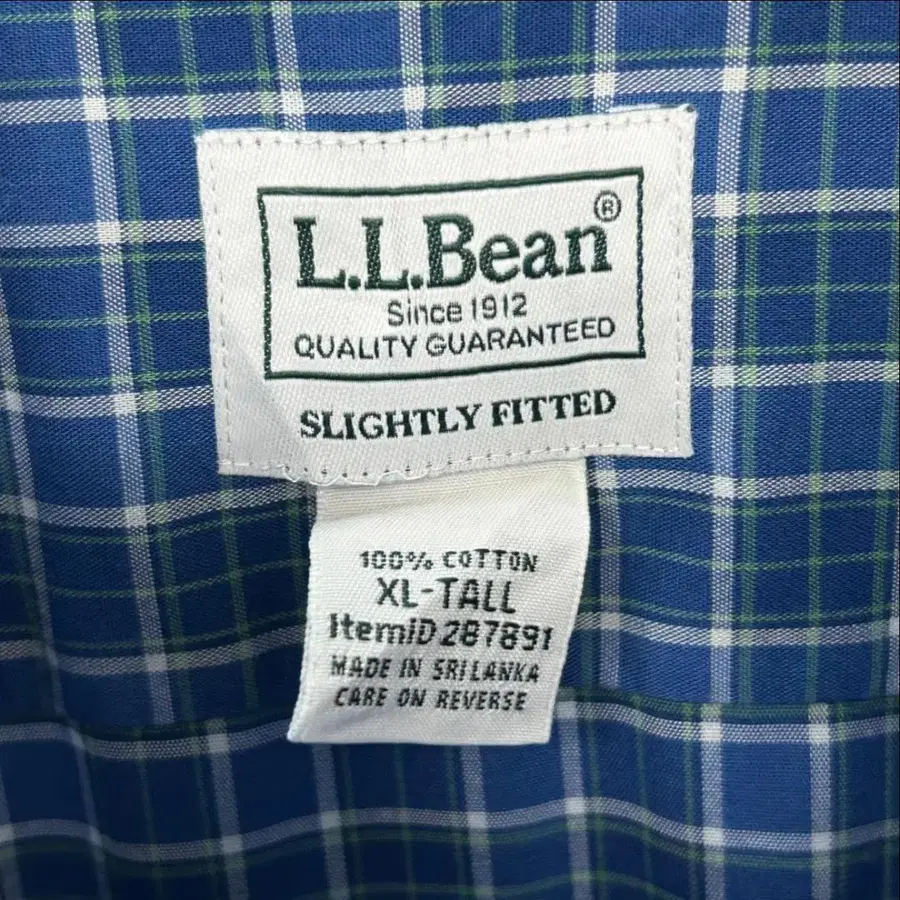 L.L.Bean®
Since 1912
QUALITY GUARANTEED
SLIGHTLY FITTED
100% COTTON
XL-TALL
ItemID 287891
MADE IN SRI LANKA
CARE ON REVERSE